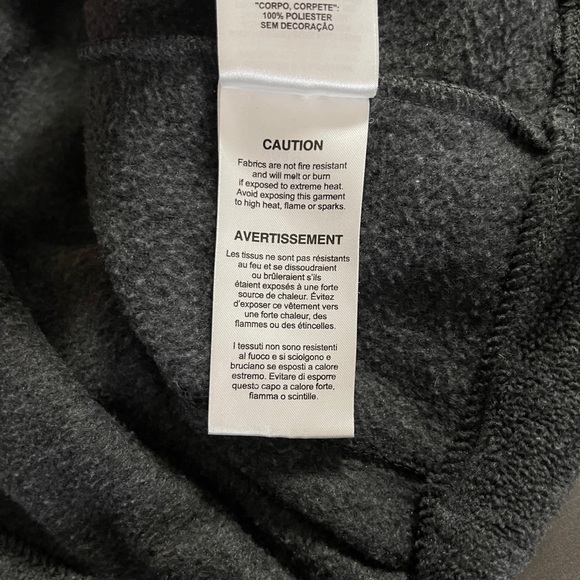 "CORPO, CORPETE":
100% POLIESTER
SEM DECORAÇÃO
CAUTION
Fabrics are not fire resistant
and will melt or burn
if exposed to extreme heat.
Avoid exposing this garment
to high heat, flame or sparks.
AVERTISSEMENT
Les tissus ne sont pas résistants
au feu et se dissoudraient
ou brûleraient s'ils
étaient exposés à une forte
source de chaleur. Évitez
d'exposer ce vêtement vers
une forte chaleur, des
flammes ou des étincelles.
I tessuti non sono resistenti
al fuoco e si sciolgono e
bruciano se esposti a calore
estremo. Evitare di esporre
questo capo a calore forte,
fiamma o scintille.